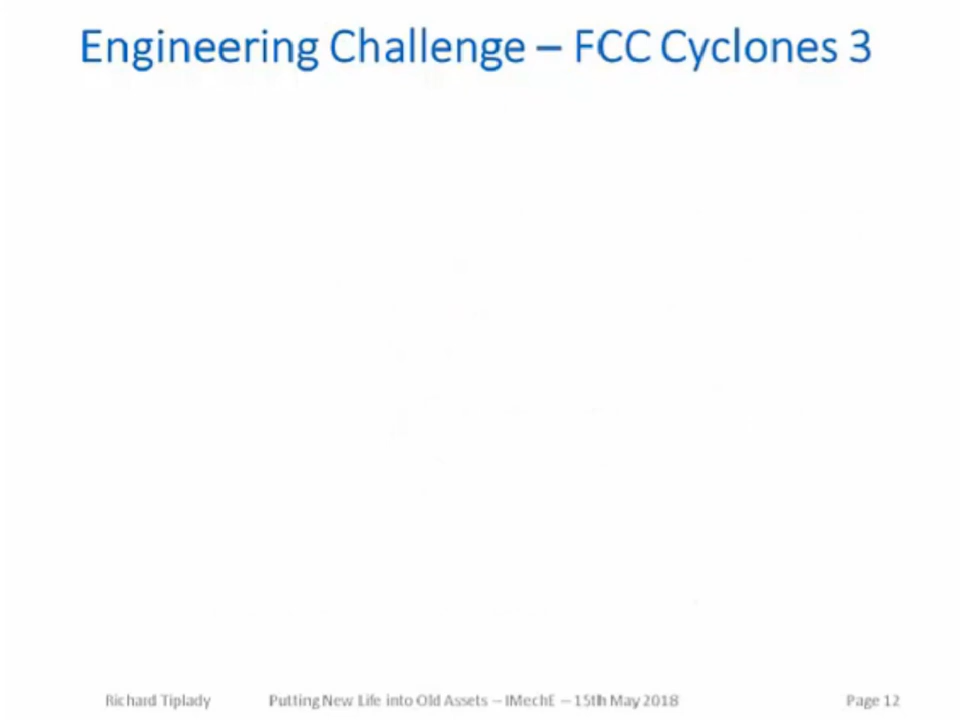 Engineering Challenge – FCC Cyclones 3
Richard Tiplady Putting New Life into Old Assets – IMechE – 15th May 2018 Page 12